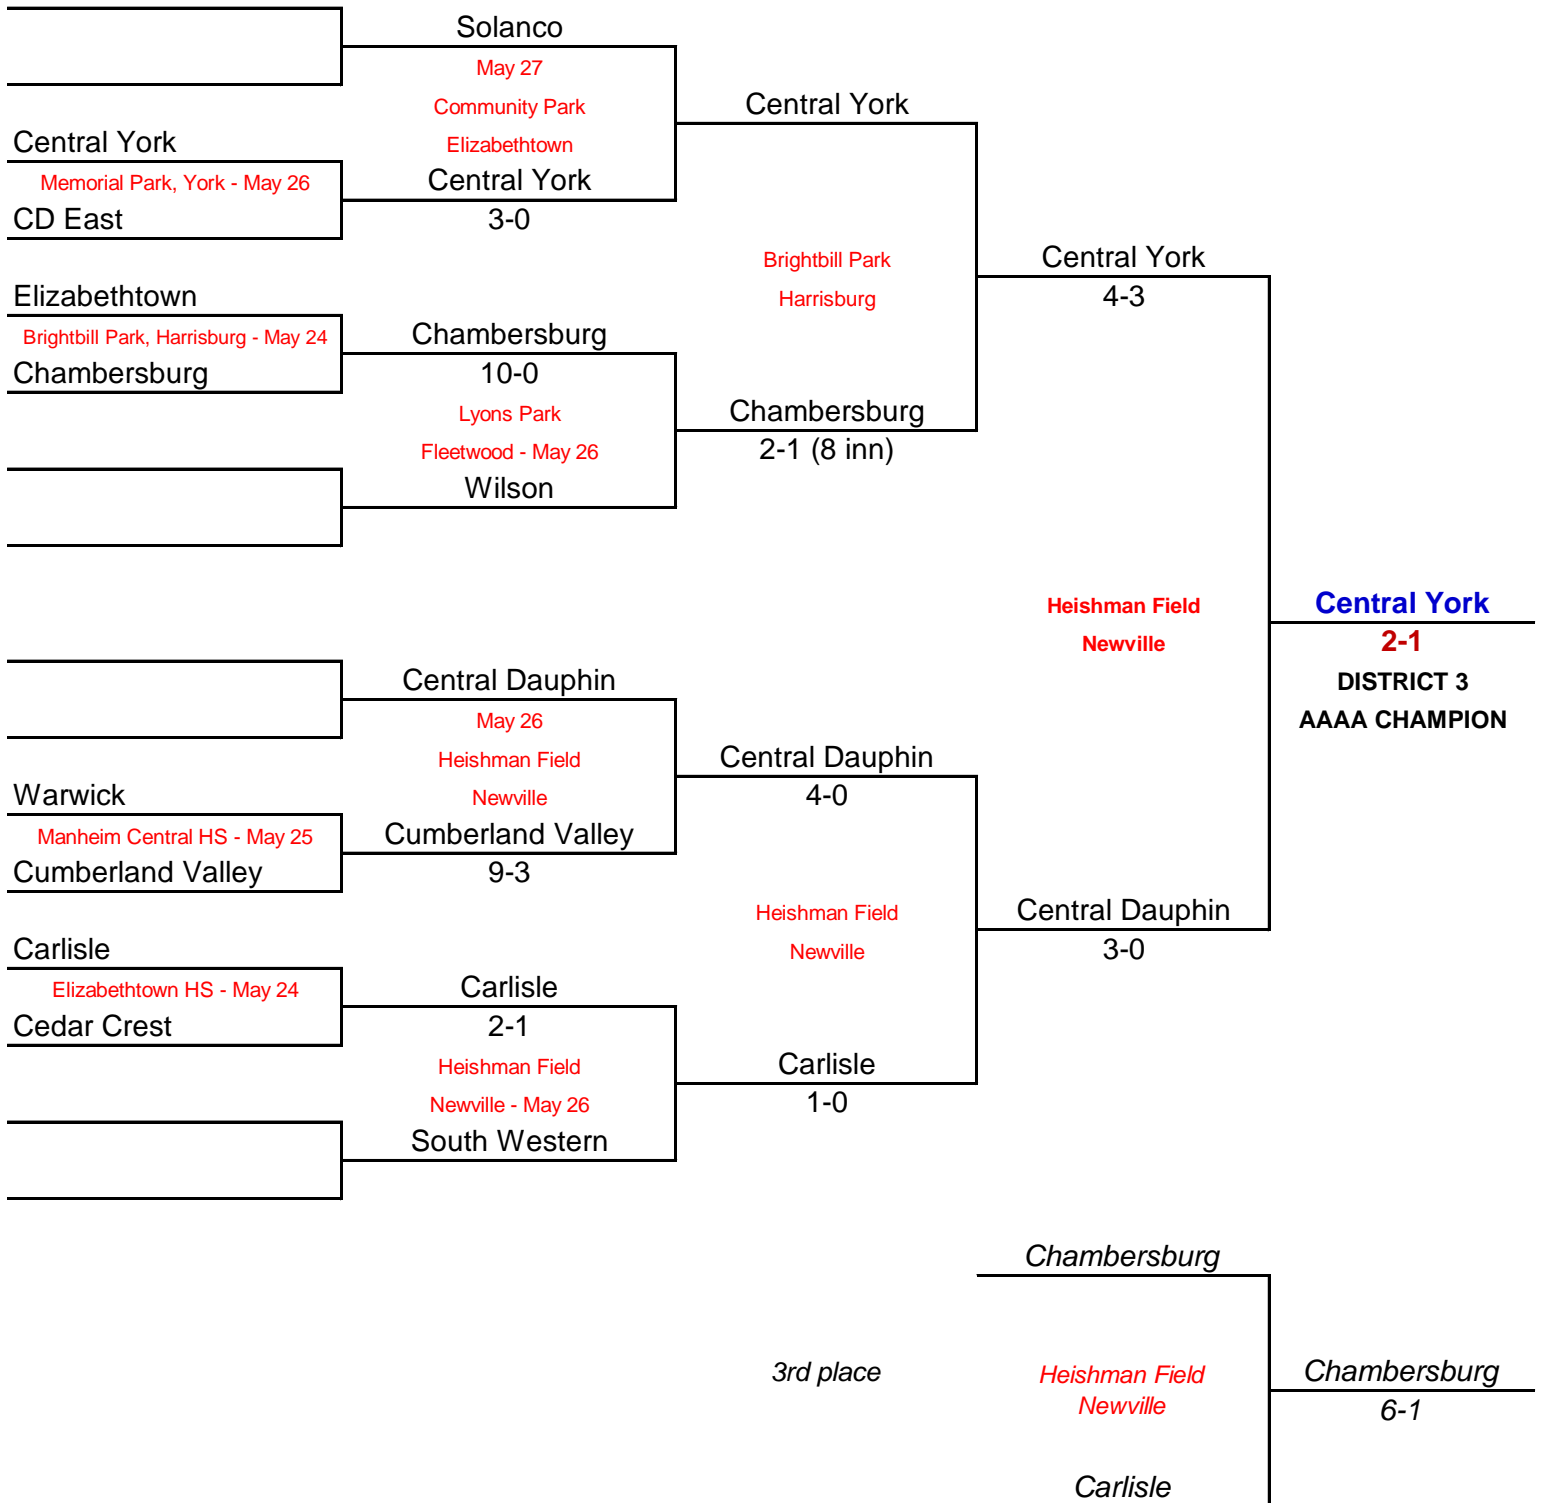 Solanco
May 27
Community Park
Elizabethtown
Central York
3-0
Central York
Central York
Memorial Park, York - May 26
CD East
Elizabethtown
Brightbill Park, Harrisburg - May 24
Chambersburg
Chambersburg
10-0
Lyons Park
Fleetwood - May 26
Wilson
Brightbill Park
Harrisburg
Chambersburg
2-1 (8 inn)
Central York
4-3
Heishman Field
Newville
Central York
2-1
DISTRICT 3
AAAA CHAMPION
Central Dauphin
May 26
Heishman Field
Newville
Cumberland Valley
9-3
Warwick
Manheim Central HS - May 25
Cumberland Valley
Central Dauphin
4-0
Heishman Field
Newville
Central Dauphin
3-0
Carlisle
Elizabethtown HS - May 24
Cedar Crest
Carlisle
2-1
Heishman Field
Newville - May 26
South Western
Carlisle
1-0
Chambersburg
3rd place
Heishman Field
Newville
Chambersburg
6-1
Carlisle